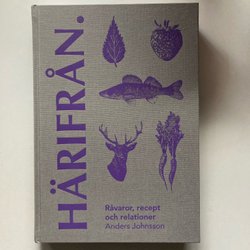 HÄRIFRÅN.
Råvaror, recept
och relationer
Anders Johnsson